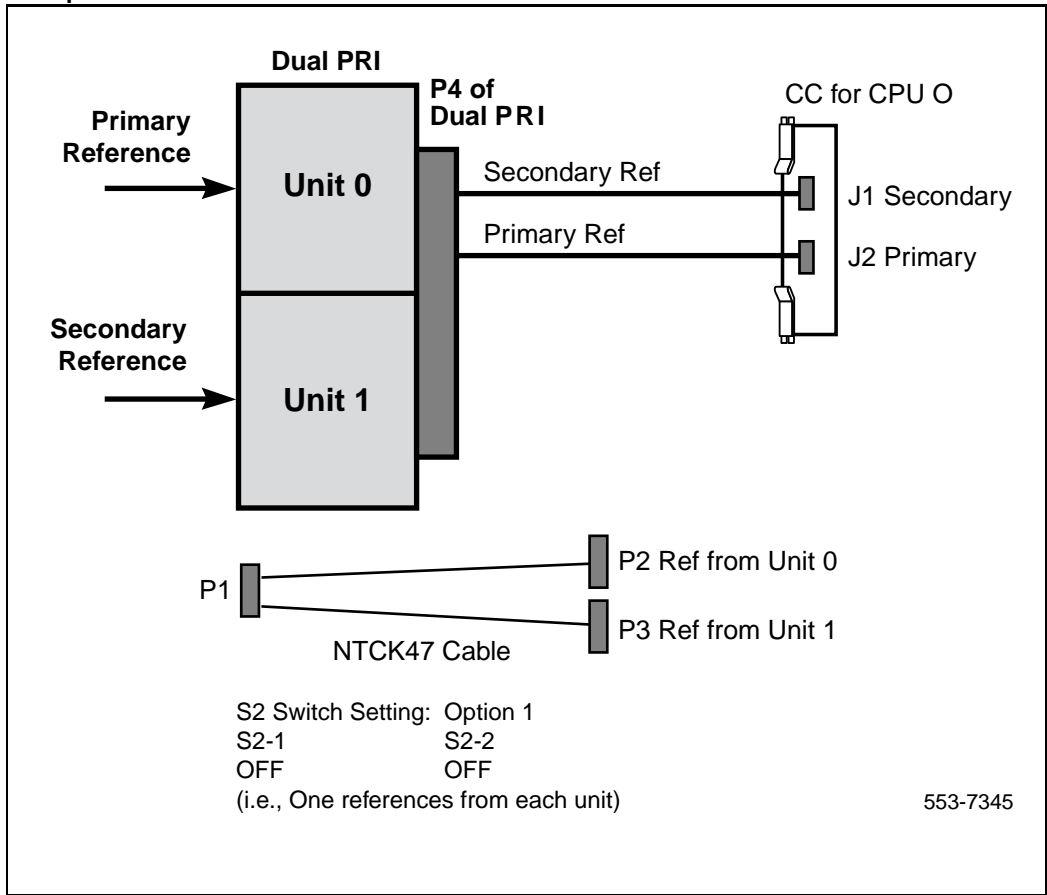 Dual PRI
P4 of
Dual PRI
CC for CPU O
Primary
Reference
Unit 0
Secondary Ref
J1 Secondary
Primary Ref
J2 Primary
Secondary
Reference
Unit 1
P1
P2 Ref from Unit 0
P3 Ref from Unit 1
NTCK47 Cable
S2 Switch Setting: Option 1
S2-1 S2-2
OFF OFF
(i.e., One references from each unit)
553-7345